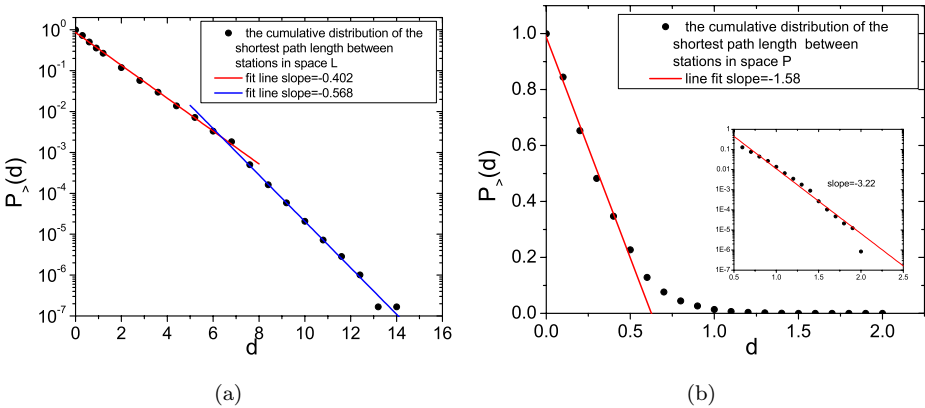 the cumulative distribution of the
shortest path length between
stations in space L
fit line slope=-0.402
fit line slope=-0.568
10^0
10^-1
10^-2
10^-3
10^-4
10^-5
10^-6
10^-7
P_>(d)
0 2 4 6 8 10 12 14 16
d
(a)
the cumulative distribution of the
shortest path length between
stations in space P
line fit slope=-1.58
1.0
0.8
0.6
0.4
0.2
0.0
P_>(d)
0.0 0.5 1.0 1.5 2.0
d
1
0.1
0.01
1E-3
1E-4
1E-5
1E-6
1E-7
slope=-3.22
0.5 1.0 1.5 2.0 2.5
(b)